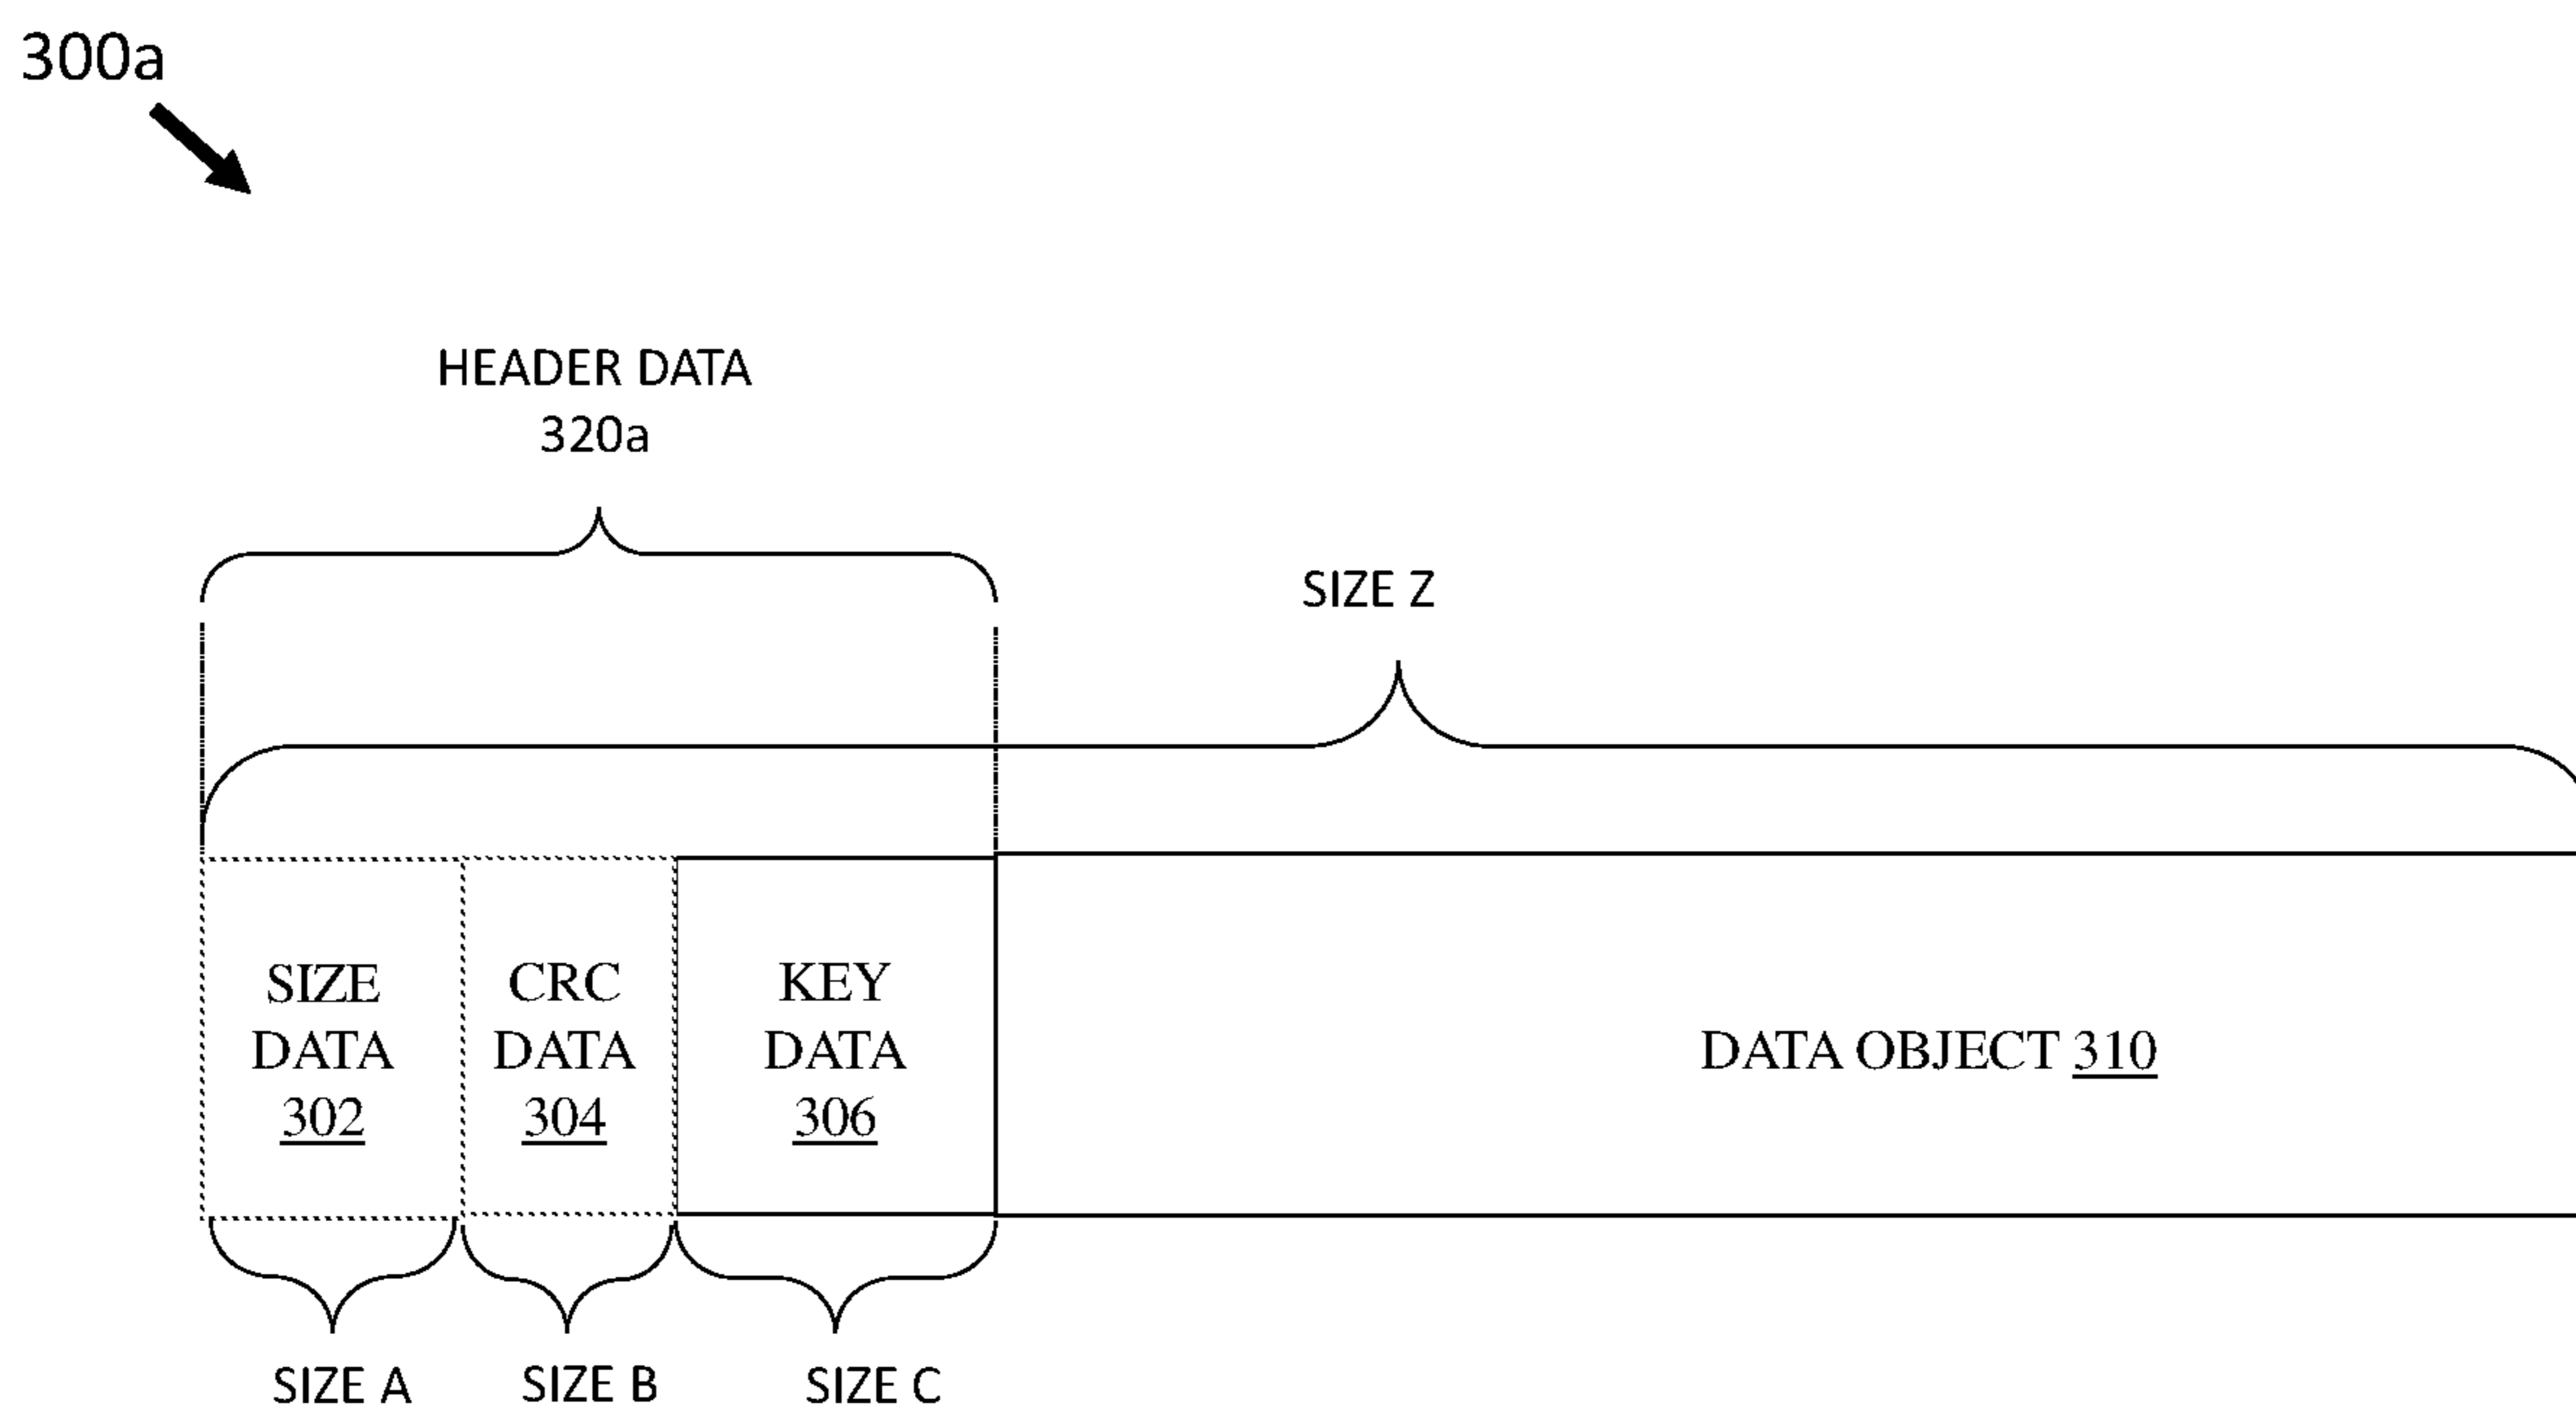 300a
HEADER DATA
320a
SIZE Z
SIZE
DATA
302
CRC
DATA
304
KEY
DATA
306
DATA OBJECT 310
SIZE A
SIZE B
SIZE C